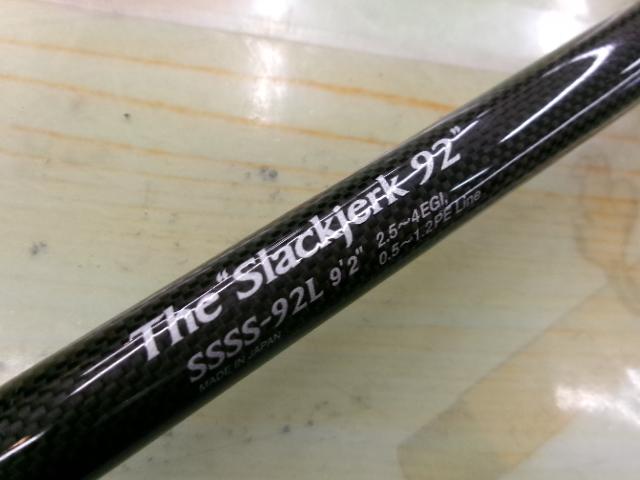 The "Slackjerk 92"
SSSS-92L 9'2" 2.5~4EGI,
0.5~1.2PE Line
MADE IN JAPAN